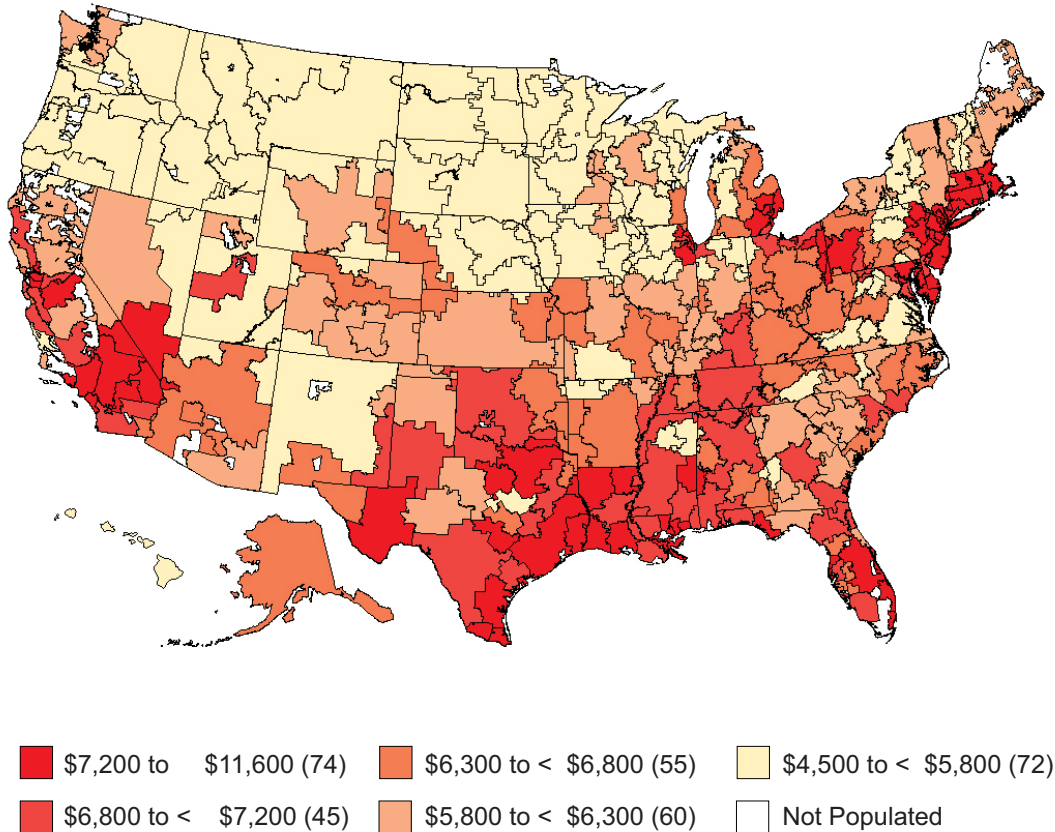 $7,200 to $11,600 (74)
$6,300 to < $6,800 (55)
$4,500 to < $5,800 (72)
$6,800 to < $7,200 (45)
$5,800 to < $6,300 (60)
Not Populated